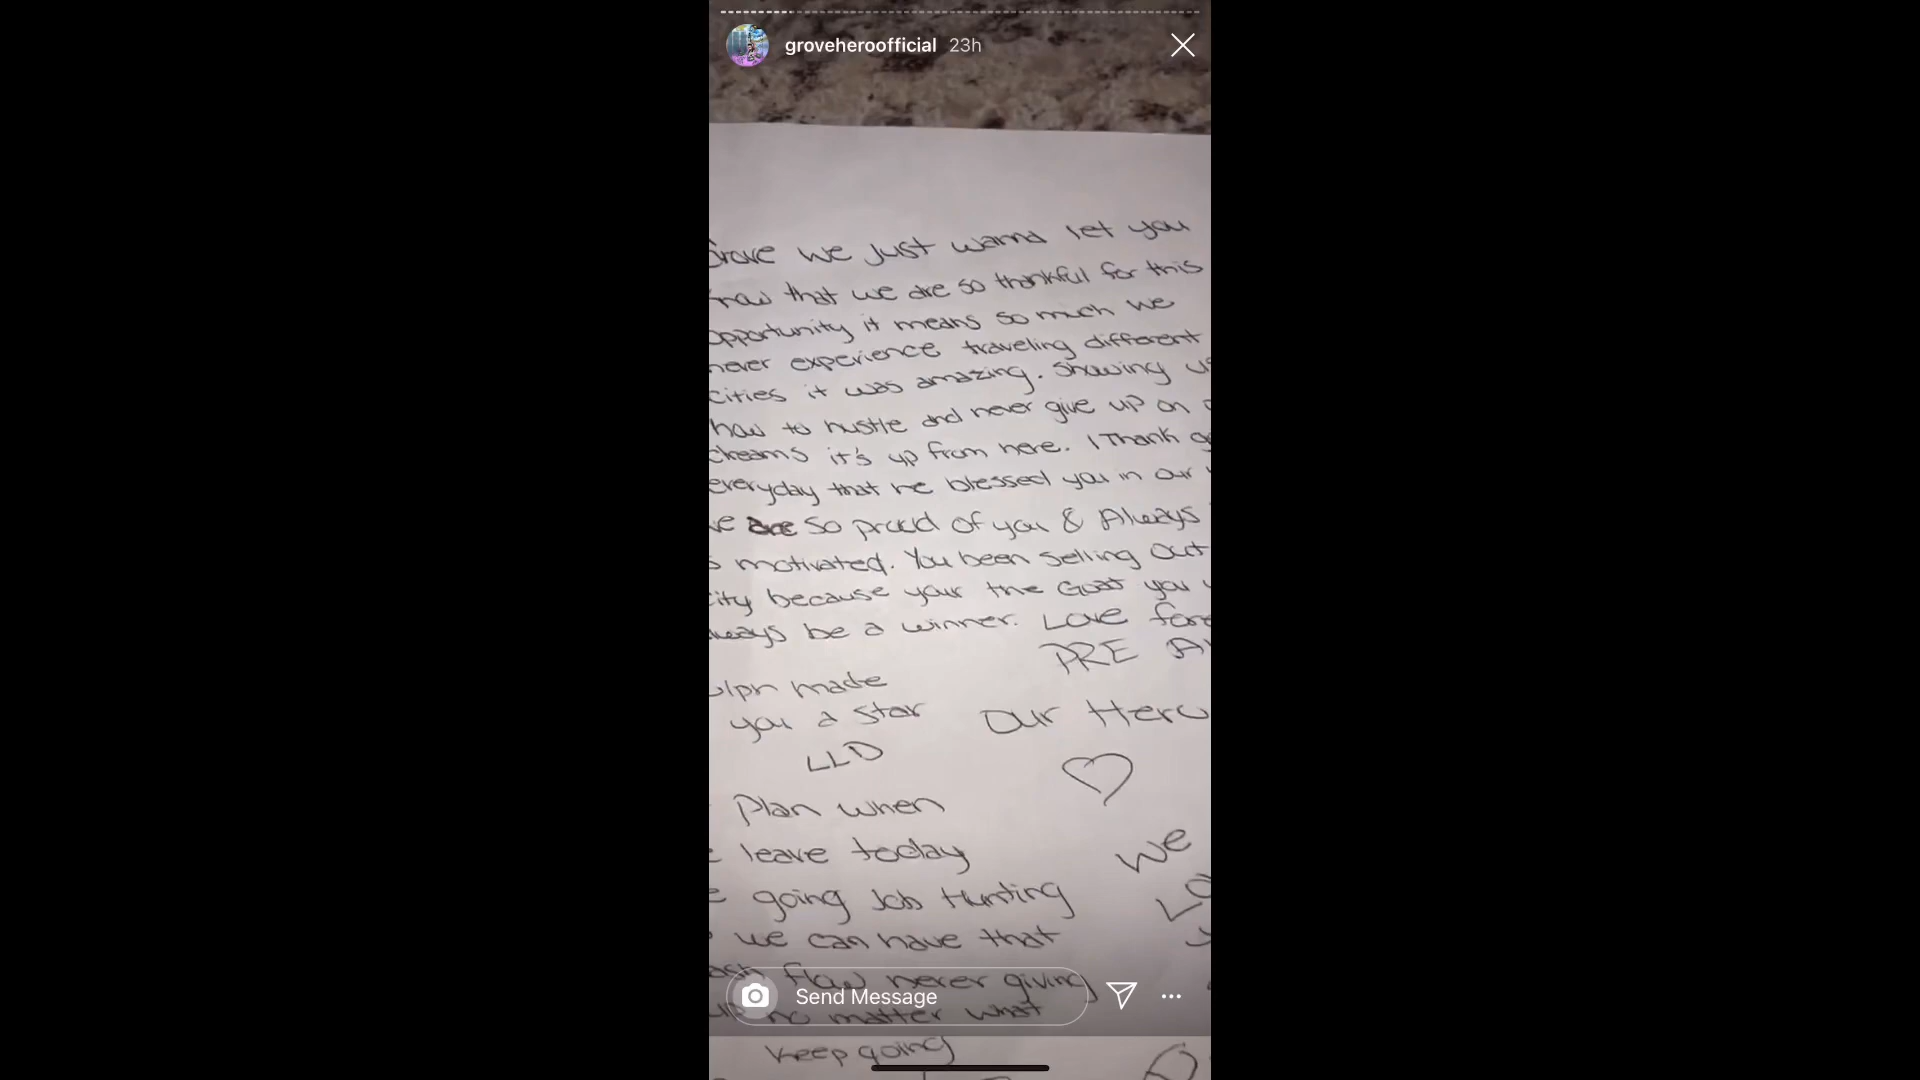 groveheroofficial 23h
Grove we just wanna let you
know that we are so thankful for this
opportunity it means so much we
never experience traveling different
cities it was amazing. Showing us
how to hustle and never give up on
dreams it's up from here. I Thank
everyday that he blessed you in our
we are so proud of you & Always
motivated. You been selling out
city because your the Goat you
always be a winner. Love
PRE
made
you a star
LLD
Our Hero
Plan when
leave today
going Job Hunting
we can have that
flow never giving
up no matter what
Keep going
We
Send Message